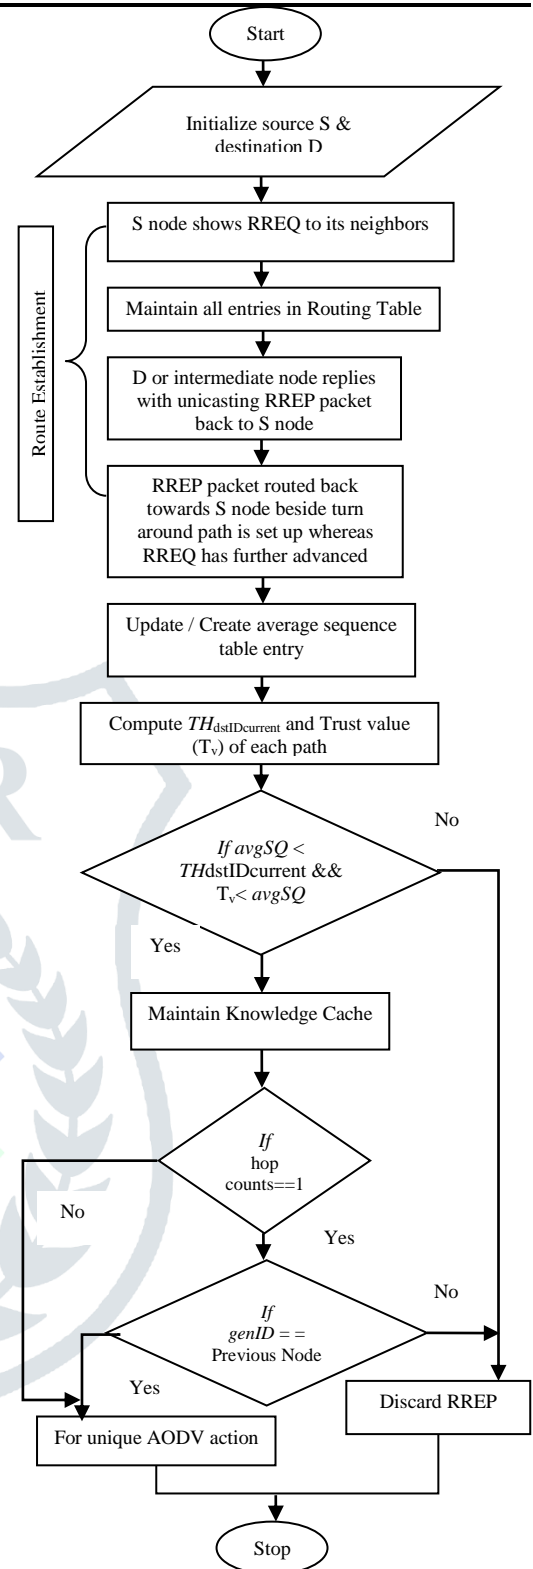 Start
Initialize source S &
destination D
S node shows RREQ to its neighbors
Route Establishment
Maintain all entries in Routing Table
D or intermediate node replies
with unicasting RREP packet
back to S node
RREP packet routed back
towards S node beside turn
around path is set up whereas
RREQ has further advanced
Update / Create average sequence
table entry
Compute THdstIDcurrent and Trust value
(Tv) of each path
No
If avgSQ <
THdstIDcurrent &&
Tv< avgSQ
Yes
Maintain Knowledge Cache
If
hop
counts==1
No
Yes
No
If
genID = =
Previous Node
Yes
Discard RREP
For unique AODV action
Stop
R